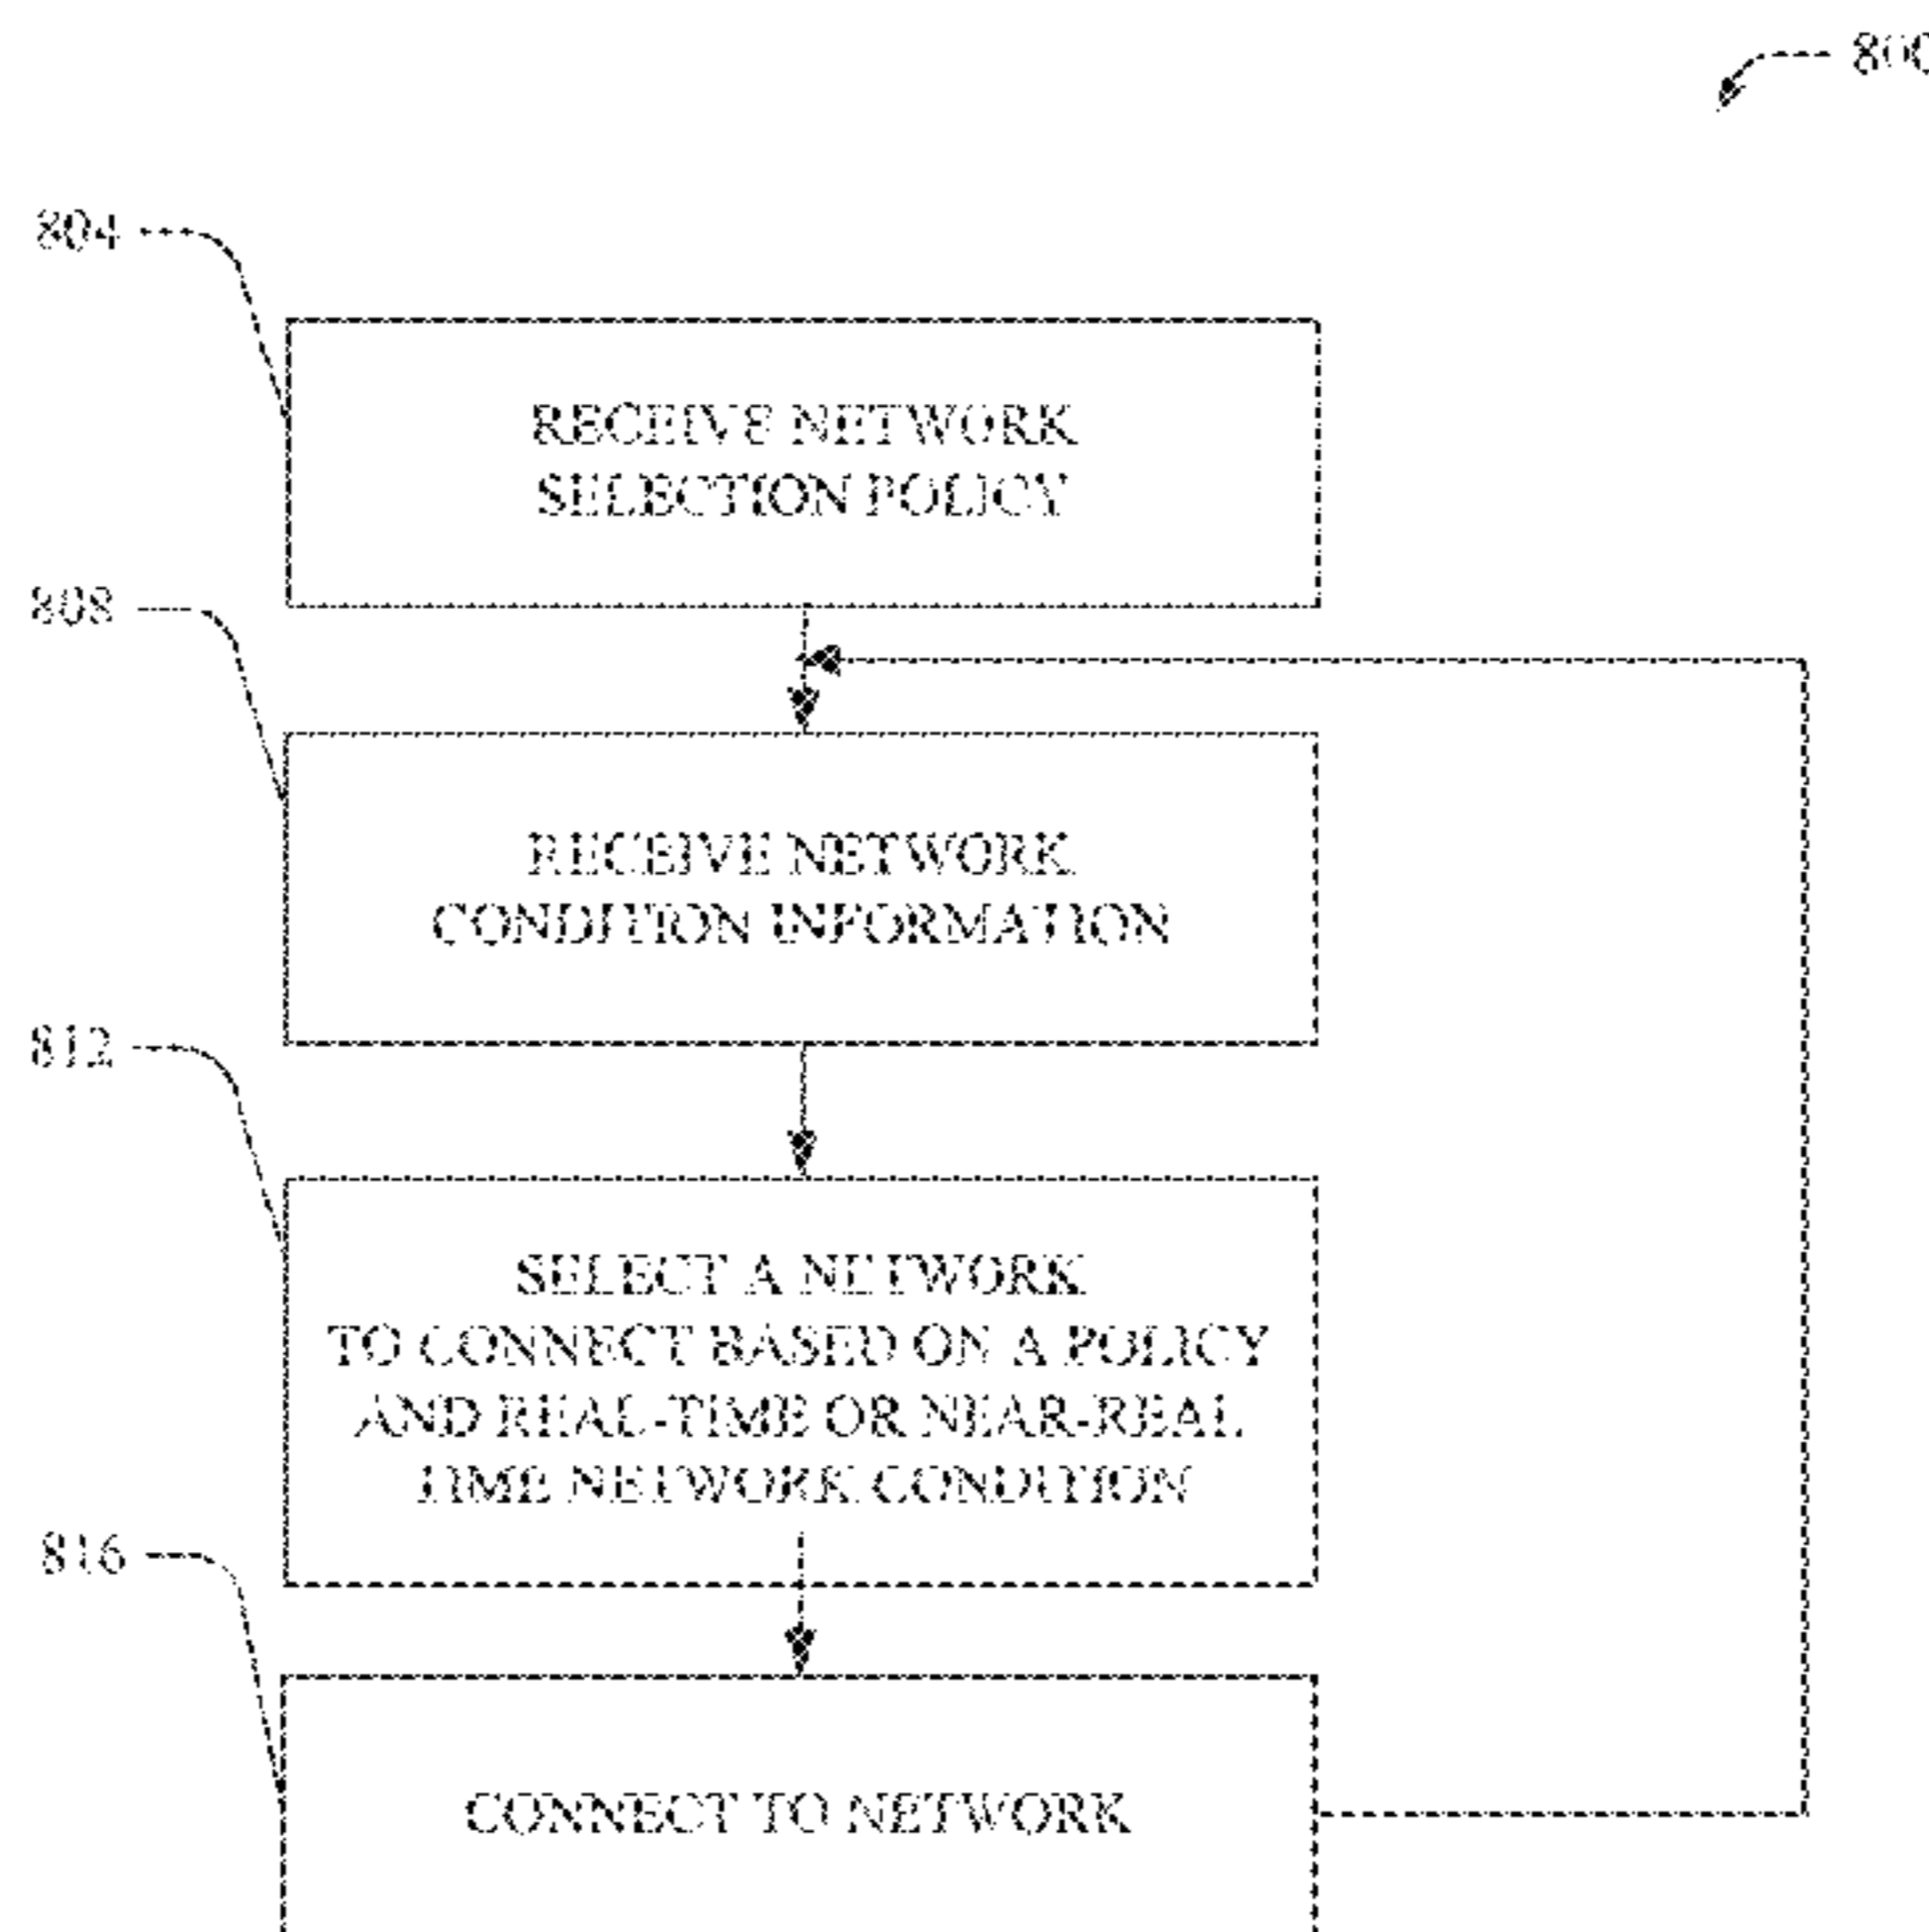 800
804
RECEIVE NETWORK
SELECTION POLICY
808
RECEIVE NETWORK
CONDITION INFORMATION
812
SELECT A NETWORK
TO CONNECT BASED ON A POLICY
AND REAL-TIME OR NEAR-REAL
TIME NETWORK CONDITION
816
CONNECT TO NETWORK